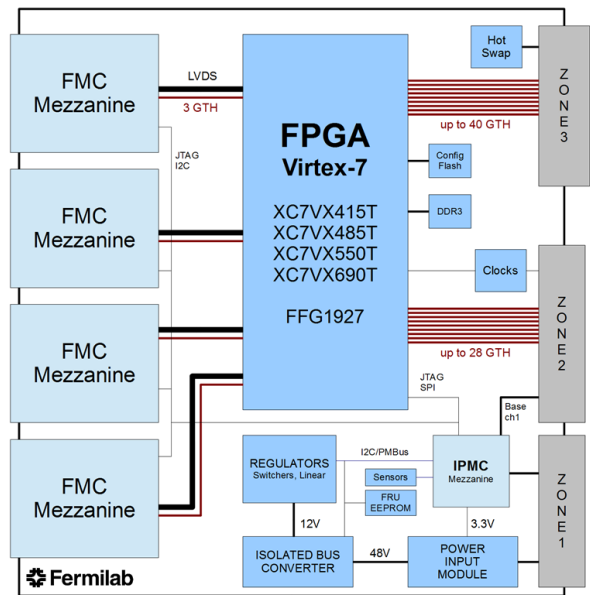 FMC
Mezzanine
LVDS
3 GTH
JTAG
I2C
FMC
Mezzanine
FMC
Mezzanine
FMC
Mezzanine
FPGA
Virtex-7
XC7VX415T
XC7VX485T
XC7VX550T
XC7VX690T
FFG1927
Hot
Swap
up to 40 GTH
ZONE3
Config
Flash
DDR3
Clocks
up to 28 GTH
ZONE2
JTAG
SPI
Base
ch1
REGULATORS
Switchers, Linear
I2C/PMBus
Sensors
FRU
EEPROM
IPMC
Mezzanine
ZONE1
12V
3.3V
ISOLATED BUS
CONVERTER
48V
POWER
INPUT
MODULE
Fermilab